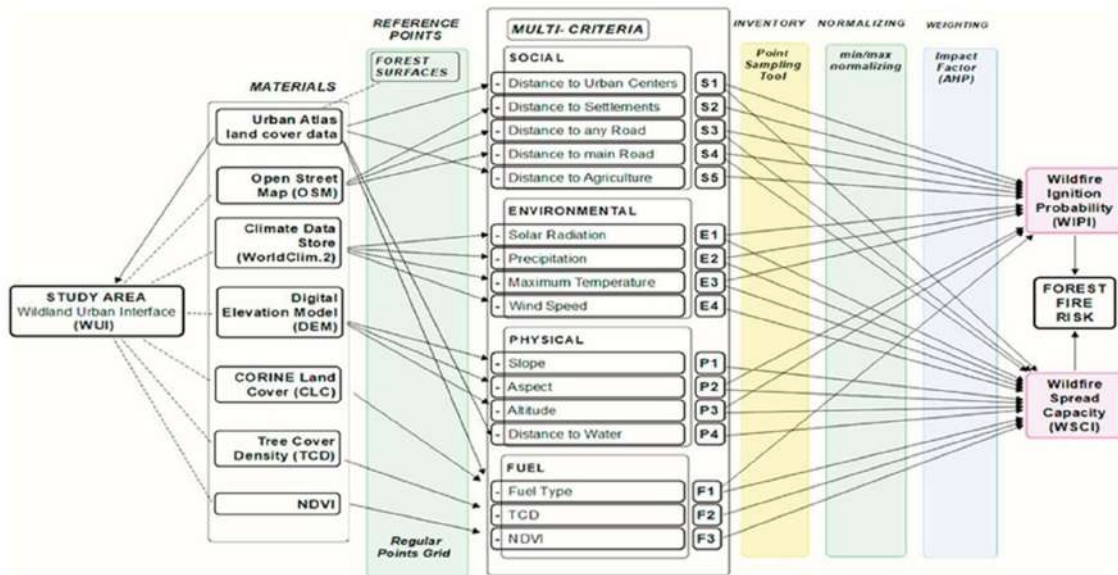 STUDY AREA
Wildland Urban Interface
(WUI)
MATERIALS
Urban Atlas
land cover data
Open Street
Map (OSM)
Climate Data
Store
(WorldClim.2)
Digital
Elevation Model
(DEM)
CORINE Land
Cover (CLC)
Tree Cover
Density (TCD)
NDVI
REFERENCE
POINTS
FOREST
SURFACES
Regular
Points Grid
MULTI- CRITERIA
SOCIAL
- Distance to Urban Centers S1
- Distance to Settlements S2
- Distance to any Road S3
- Distance to main Road S4
- Distance to Agriculture S5
ENVIRONMENTAL
- Solar Radiation E1
- Precipitation E2
- Maximum Temperature E3
- Wind Speed E4
PHYSICAL
- Slope P1
- Aspect P2
- Altitude P3
- Distance to Water P4
FUEL
- Fuel Type F1
- TCD F2
- NDVI F3
INVENTORY
Point
Sampling
Tool
NORMALIZING
min/max
normalizing
WEIGHTING
Impact
Factor
(AHP)
Wildfire
Ignition
Probability
(WIPI)
FOREST
FIRE
RISK
Wildfire
Spread
Capacity
(WSCI)